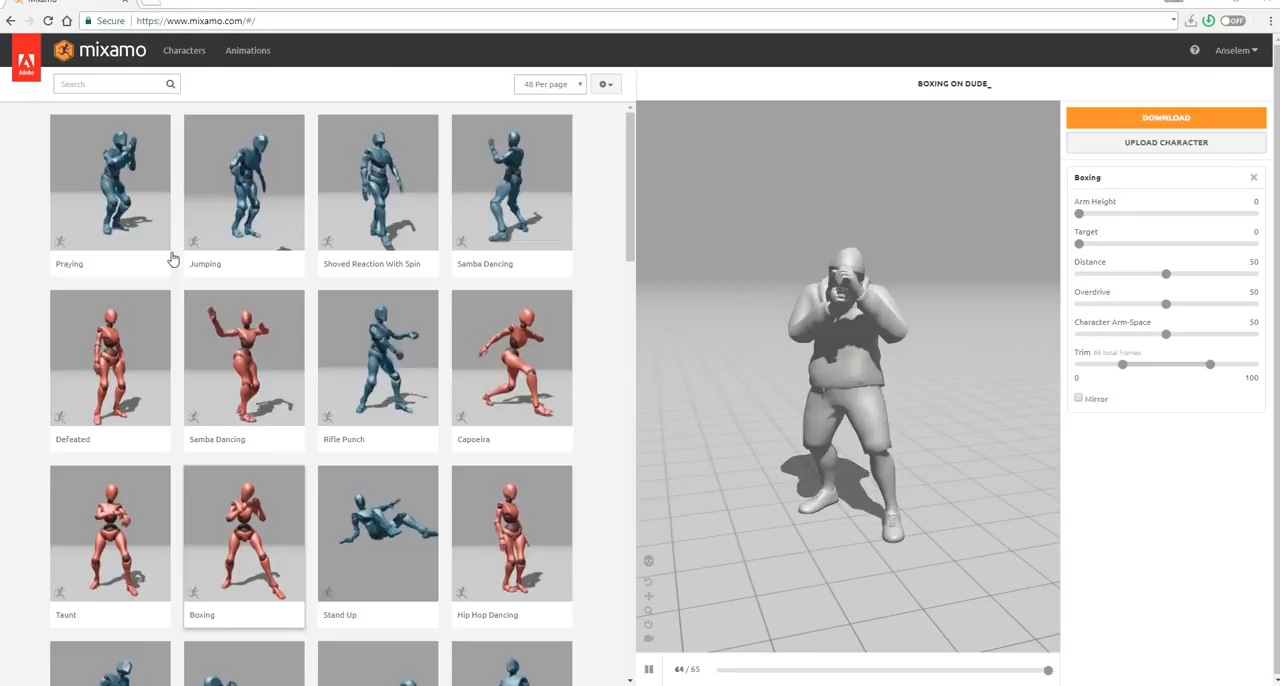 Secure https://www.mixamo.com/#/
OFF
Adobe
mixamo
Characters
Animations
Anselem
Search
48 Per page
BOXING ON DUDE_
DOWNLOAD
UPLOAD CHARACTER
Boxing
Arm Height 0
Target 0
Distance 50
Overdrive 50
Character Arm-Space 50
Trim 66 total frames
0 100
Mirror
Praying
Jumping
Shoved Reaction With Spin
Samba Dancing
Defeated
Samba Dancing
Rifle Punch
Capoeira
Taunt
Boxing
Stand Up
Hip Hop Dancing
64 / 65